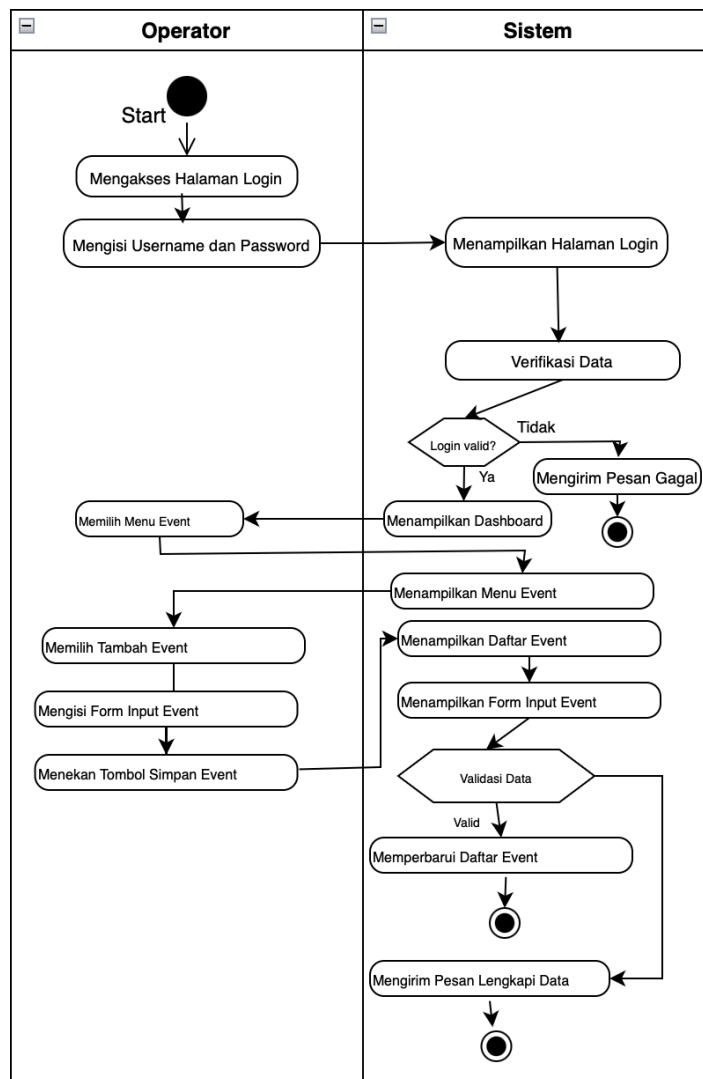 Operator
Sistem
Start
Mengakses Halaman Login
Mengisi Username dan Password
Menampilkan Halaman Login
Verifikasi Data
Login valid?
Tidak
Ya
Mengirim Pesan Gagal
Menampilkan Dashboard
Memilih Menu Event
Menampilkan Menu Event
Memilih Tambah Event
Menampilkan Daftar Event
Mengisi Form Input Event
Menampilkan Form Input Event
Menekan Tombol Simpan Event
Validasi Data
Valid
Memperbarui Daftar Event
Mengirim Pesan Lengkapi Data